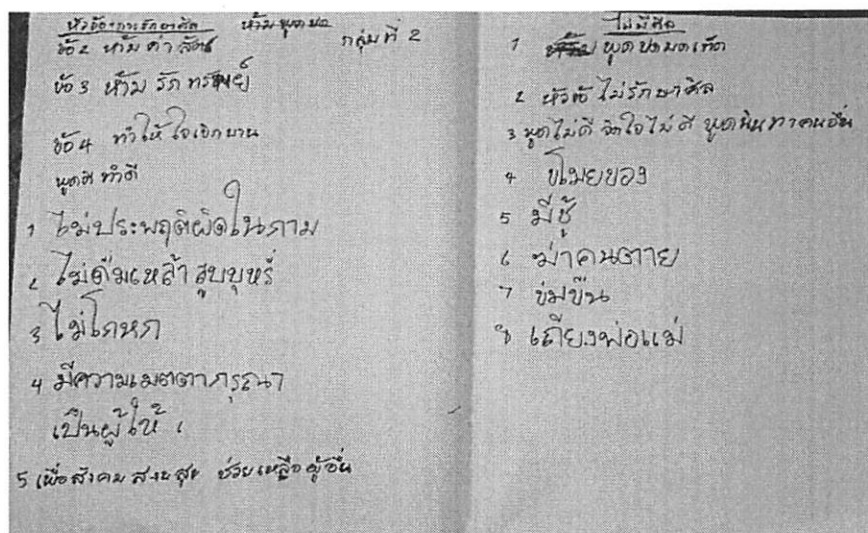 หัวข้อการรักษาศีล ห้ามพูดปด
กลุ่มที่ 2
ข้อ 2 ห้ามค่าสัตว์
ข้อ 3 ห้าม รัก ทรัพย์
ข้อ 4 ทำให้ใจเบิกบาน
พูดดี ทำดี
1 ไม่ประพฤติผิดในกาม
2 ไม่ดื่มเหล้า สูบบุหรี่
3 ไม่โกหก
4 มีความเมตตากรุณา
เป็นผู้ให้
5 เพื่อสังคมสงบสุข ช่วยเหลือผู้อื่น
ไม่มีศีล
1 พูดปดมดเท็จ
2 หัวข้อ ไม่รักษาศีล
3 พูดไม่ดี จิตใจไม่ดี พูดนินทาคนอื่น
4 ขโมยของ
5 มีชู้
6 ฆ่าคนตาย
7 ข่มขืน
8 เถียงพ่อแม่